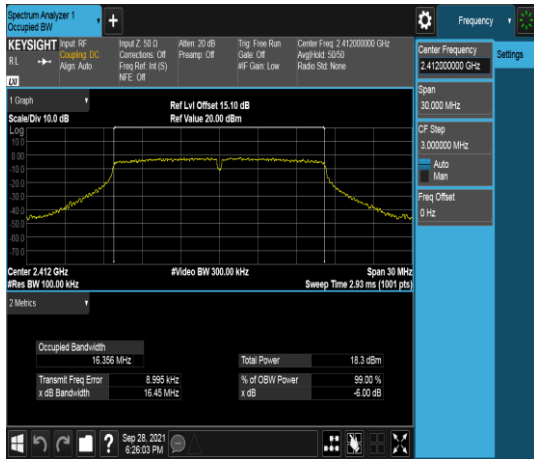 Spectrum Analyzer 1
Occupied BW
Frequency
KEYSIGHT
Input: RF
Coupling: DC
Align: Auto
RL
LXI
Input Z: 50 Ω
Corrections: Off
Freq Ref: Int (S)
NFE: Off
Atten: 20 dB
Preamp: Off
Trig: Free Run
Gate: Off
#IF Gain: Low
Center Freq: 2.412000000 GHz
Avg|Hold: 50/50
Radio Std: None
Center Frequency
2.412000000 GHz
Settings
Span
30.000 MHz
CF Step
3.000000 MHz
Auto
Man
Freq Offset
0 Hz
1 Graph
Scale/Div 10.0 dB
Ref Lvl Offset 15.10 dB
Ref Value 20.00 dBm
Log
10.0
0.00
-10.0
-20.0
-30.0
-40.0
-50.0
-60.0
-70.0
Center 2.412 GHz
#Res BW 100.00 kHz
#Video BW 300.00 kHz
Span 30 MHz
Sweep Time 2.93 ms (1001 pts)
2 Metrics
Occupied Bandwidth
16.356 MHz
Total Power 18.3 dBm
Transmit Freq Error 8.995 kHz
% of OBW Power 99.00 %
x dB Bandwidth 16.45 MHz
x dB -6.00 dB
?
Sep 28, 2021
6:26:03 PM